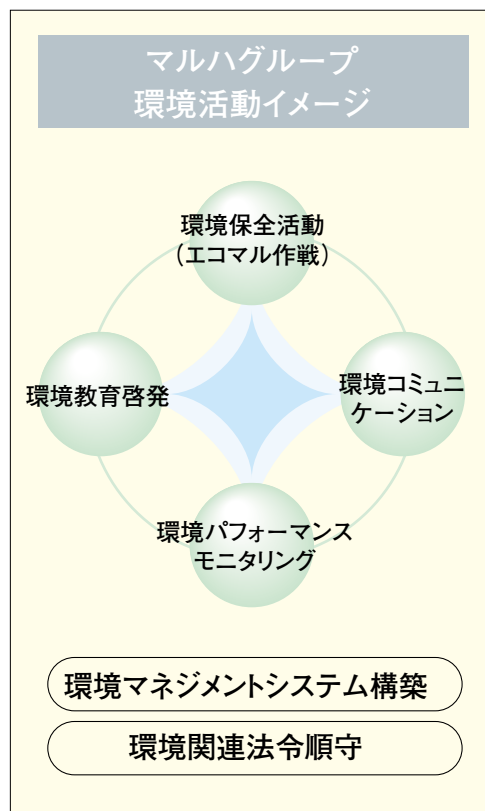 マルハグループ
環境活動イメージ
環境保全活動
(エコマル作戦)
環境教育啓発
環境コミュニ
ケーション
環境パフォーマンス
モニタリング
環境マネジメントシステム構築
環境関連法令順守